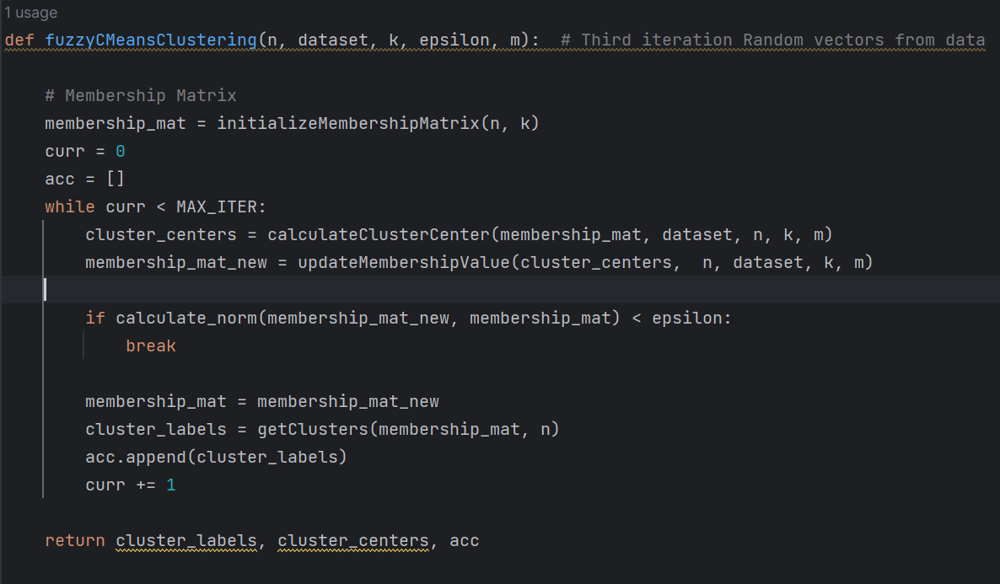 1 usage
def fuzzyCMeansClustering(n, dataset, k, epsilon, m):  # Third iteration Random vectors from data
# Membership Matrix
membership_mat = initializeMembershipMatrix(n, k)
curr = 0
acc = []
while curr < MAX_ITER:
cluster_centers = calculateClusterCenter(membership_mat, dataset, n, k, m)
membership_mat_new = updateMembershipValue(cluster_centers,  n, dataset, k, m)
if calculate_norm(membership_mat_new, membership_mat) < epsilon:
break
membership_mat = membership_mat_new
cluster_labels = getClusters(membership_mat, n)
acc.append(cluster_labels)
curr += 1
return cluster_labels, cluster_centers, acc